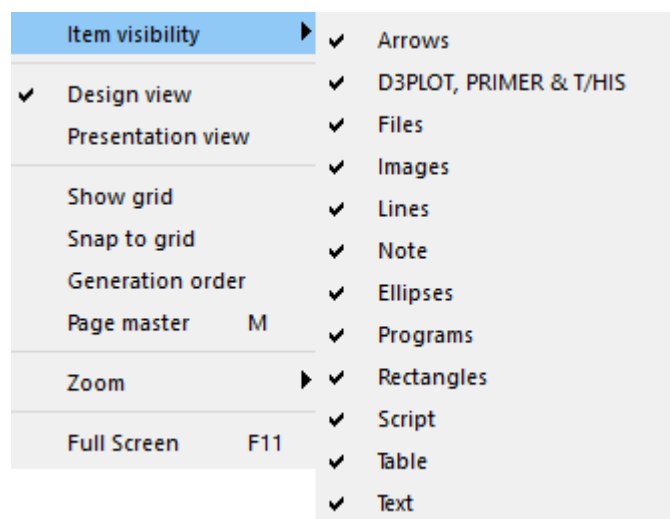 Item visibility
Design view
Presentation view
Show grid
Snap to grid
Generation order
Page master M
Zoom
Full Screen F11
Arrows
D3PLOT, PRIMER & T/HIS
Files
Images
Lines
Note
Ellipses
Programs
Rectangles
Script
Table
Text